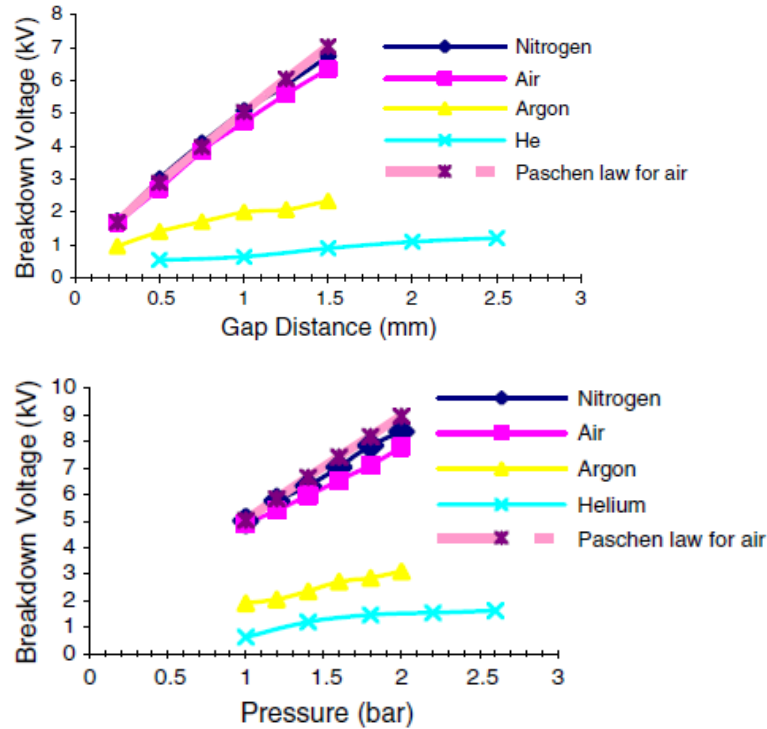 Breakdown Voltage (kV)
8
7
6
5
4
3
2
1
0
0 0.5 1 1.5 2 2.5 3
Gap Distance (mm)
Nitrogen
Air
Argon
He
Paschen law for air
Breakdown Voltage (kV)
10
9
8
7
6
5
4
3
2
1
0
0 0.5 1 1.5 2 2.5 3
Pressure (bar)
Nitrogen
Air
Argon
Helium
Paschen law for air